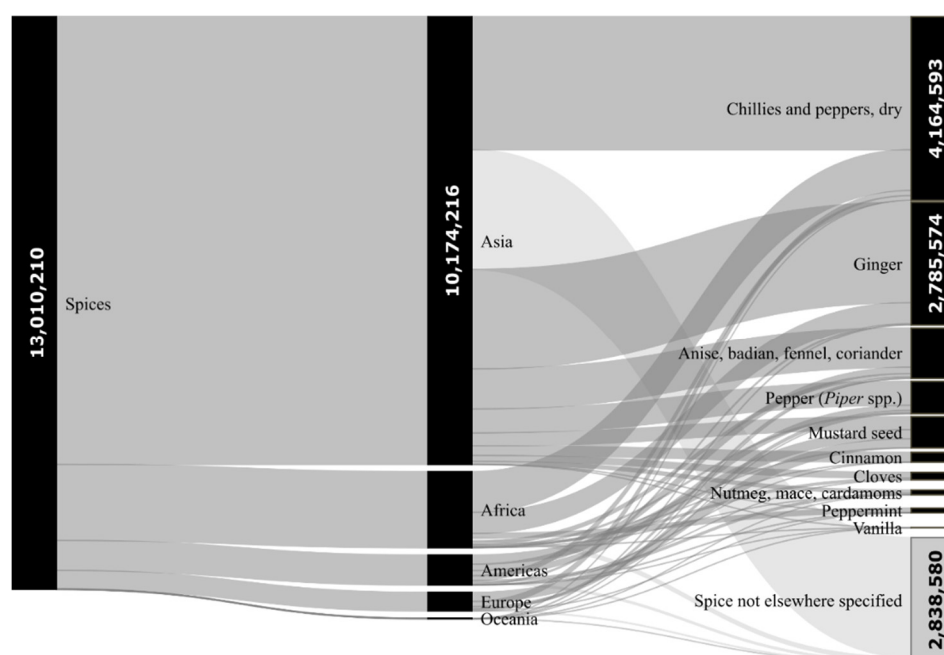 13,010,210
Spices
10,174,216
Asia
Africa
Americas
Europe
Oceania
Chillies and peppers, dry
4,164,593
Ginger
2,785,574
Anise, badian, fennel, coriander
Pepper (Piper spp.)
Mustard seed
Cinnamon
Cloves
Nutmeg, mace, cardamoms
Peppermint
Vanilla
Spice not elsewhere specified
2,838,580